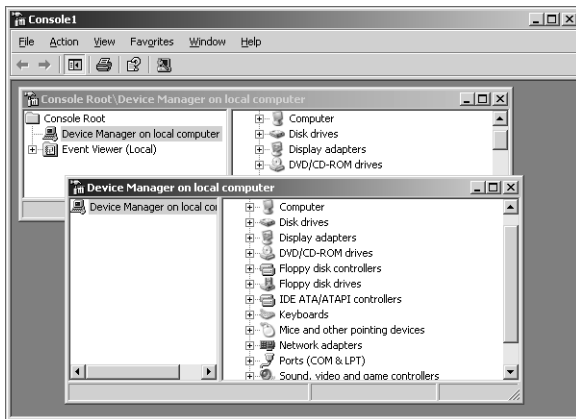 Console1
File Action View Favorites Window Help
Console Root\Device Manager on local computer
Console Root
Device Manager on local computer
Event Viewer (Local)
Computer
Disk drives
Display adapters
DVD/CD-ROM drives
Device Manager on local computer
Device Manager on local cor
Computer
Disk drives
Display adapters
DVD/CD-ROM drives
Floppy disk controllers
Floppy disk drives
IDE ATA/ATAPI controllers
Keyboards
Mice and other pointing devices
Network adapters
Ports (COM & LPT)
Sound, video and game controllers